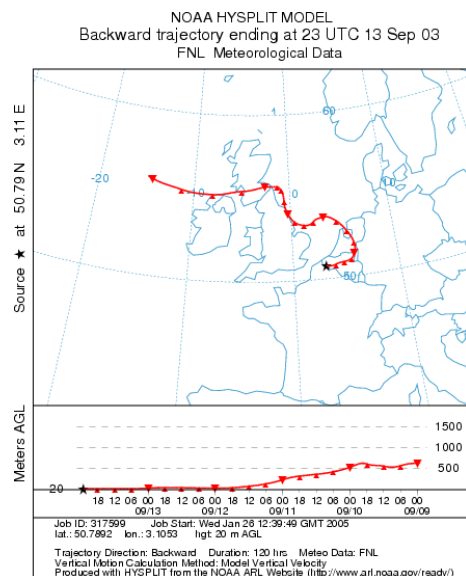 NOAA HYSPLIT MODEL
Backward trajectory ending at 23 UTC 13 Sep 03
FNL Meteorological Data
Source ★ at 50.79 N 3.11 E
1
60
-20
-10
0
10
50
Meters AGL
1500
1000
500
20
18 12 06 00 18 12 06 00 18 12 06 00 18 12 06 00 18 12 06 00
09/13 09/12 09/11 09/10 09/09
Job ID: 317599 Job Start: Wed Jan 26 12:39:49 GMT 2005
lat.: 50.7892 lon.: 3.1053 hgt: 20 m AGL
Trajectory Direction: Backward Duration: 120 hrs Meteo Data: FNL
Vertical Motion Calculation Method: Model Vertical Velocity
Produced with HYSPLIT from the NOAA ARL Website (http://www.arl.noaa.gov/ready/)